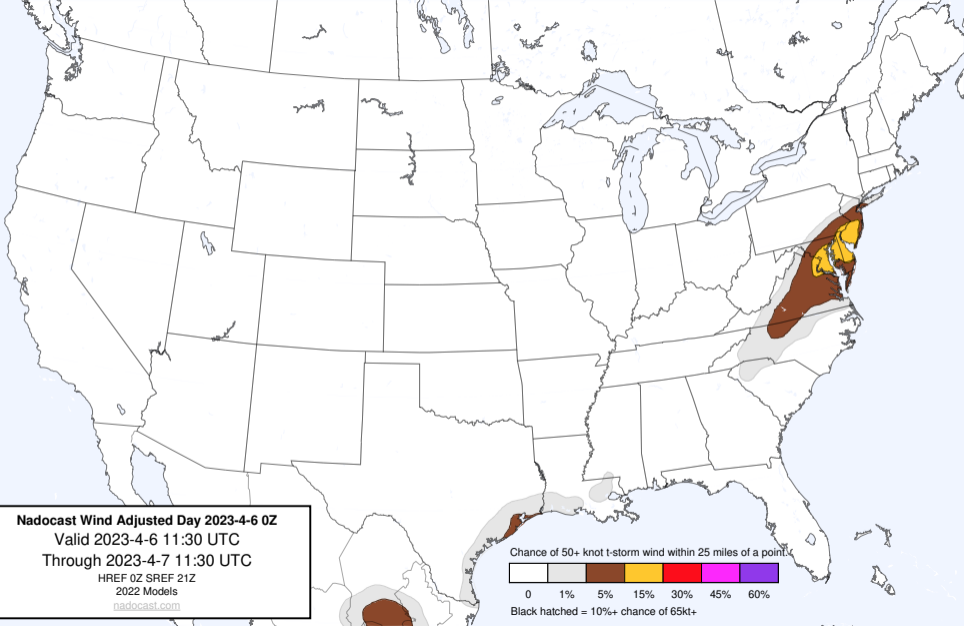 Nadocast Wind Adjusted Day 2023-4-6 0Z
Valid 2023-4-6 11:30 UTC
Through 2023-4-7 11:30 UTC
HREF 0Z SREF 21Z
2022 Models
nadocast.com
Chance of 50+ knot t-storm wind within 25 miles of a point.
0 1% 5% 15% 30% 45% 60%
Black hatched = 10%+ chance of 65kt+